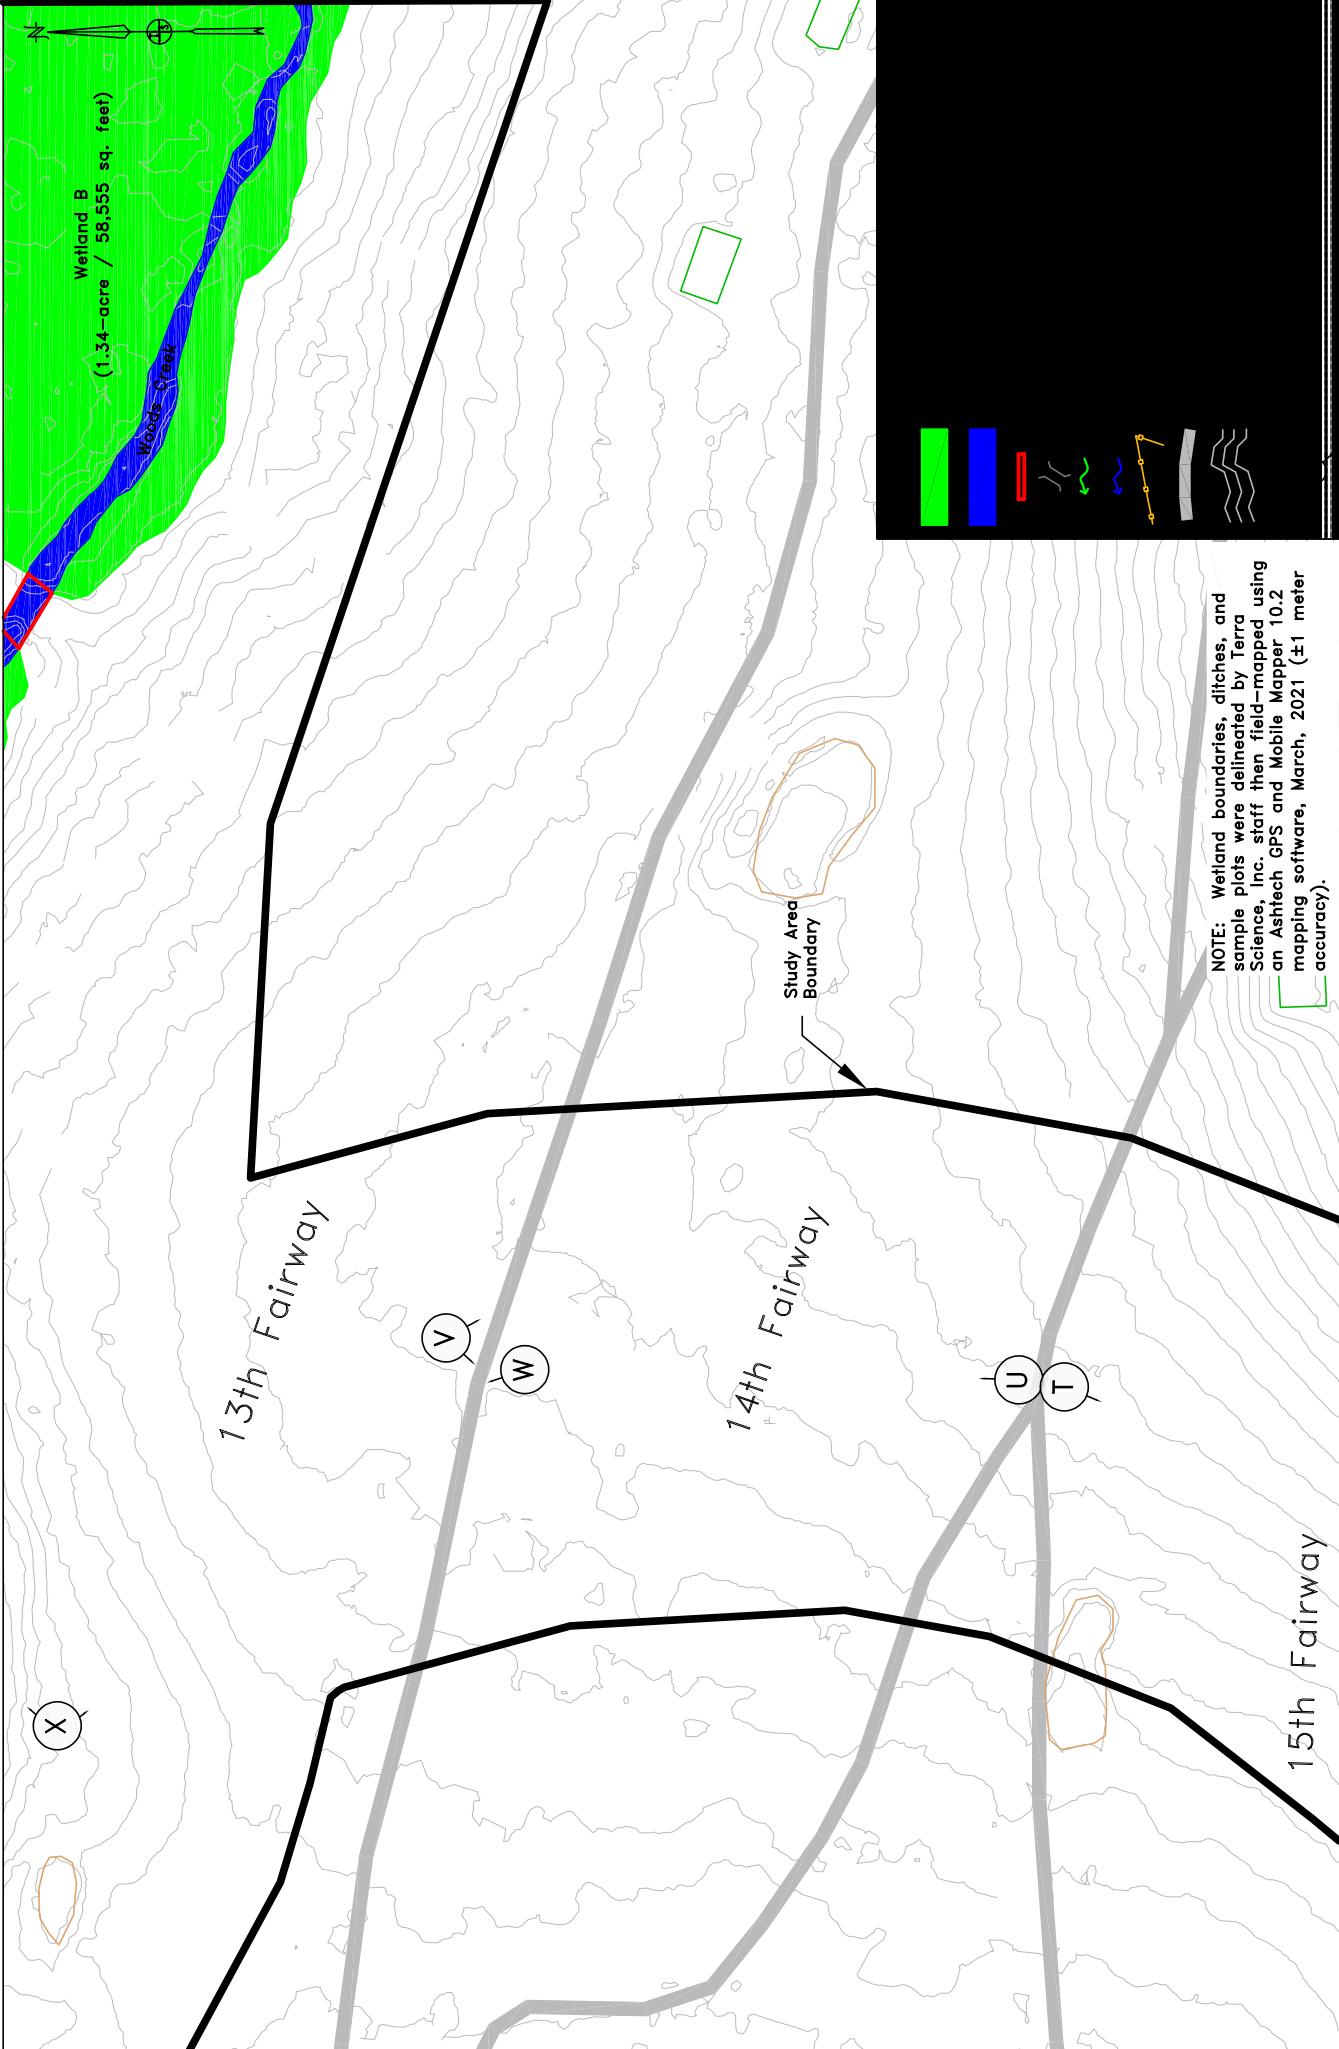 N
Wetland B
(1.34-acre / 58,555 sq. feet)
Woods Creek
Study Area
Boundary
13th Fairway
14th Fairway
15th Fairway
V
W
U
T
X
NOTE: Wetland boundaries, ditches, and
sample plots were delineated by Terra
Science, Inc. staff then field-mapped using
an Ashtech GPS and Mobile Mapper 10.2
mapping software, March, 2021 (±1 meter
accuracy).